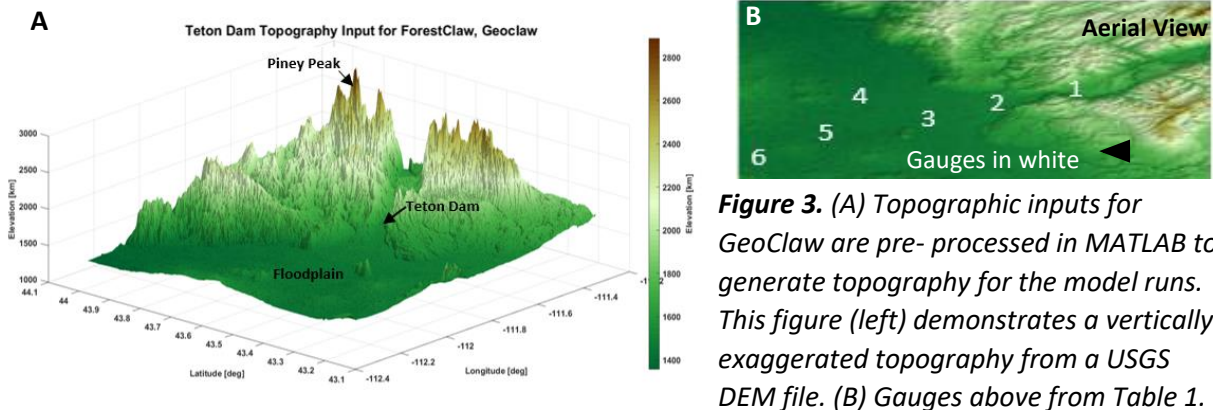 A
Teton Dam Topography Input for ForestClaw, Geoclaw
Piney Peak
Teton Dam
Floodplain
Elevation [km]
3000
2500
2000
1500
1000
44.1
44
43.9
43.8
43.7
43.6
43.5
43.4
43.3
43.2
43.1
Latitude [deg]
-112.4
-112.2
-112
-111.8
-111.6
-111.4
Longitude [deg]
2800
2600
2400
2200
2000
1800
1600
1400
Elevation [km]
B
Aerial View
1
2
3
4
5
6
Gauges in white
Figure 3. (A) Topographic inputs for
GeoClaw are pre- processed in MATLAB to
generate topography for the model runs.
This figure (left) demonstrates a vertically
exaggerated topography from a USGS
DEM file. (B) Gauges above from Table 1.